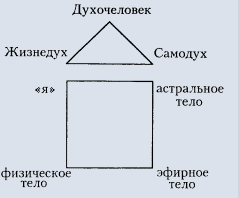 Духочеловек
Жизнедух Самодух
«я» астральное
тело
физическое эфирное
тело тело